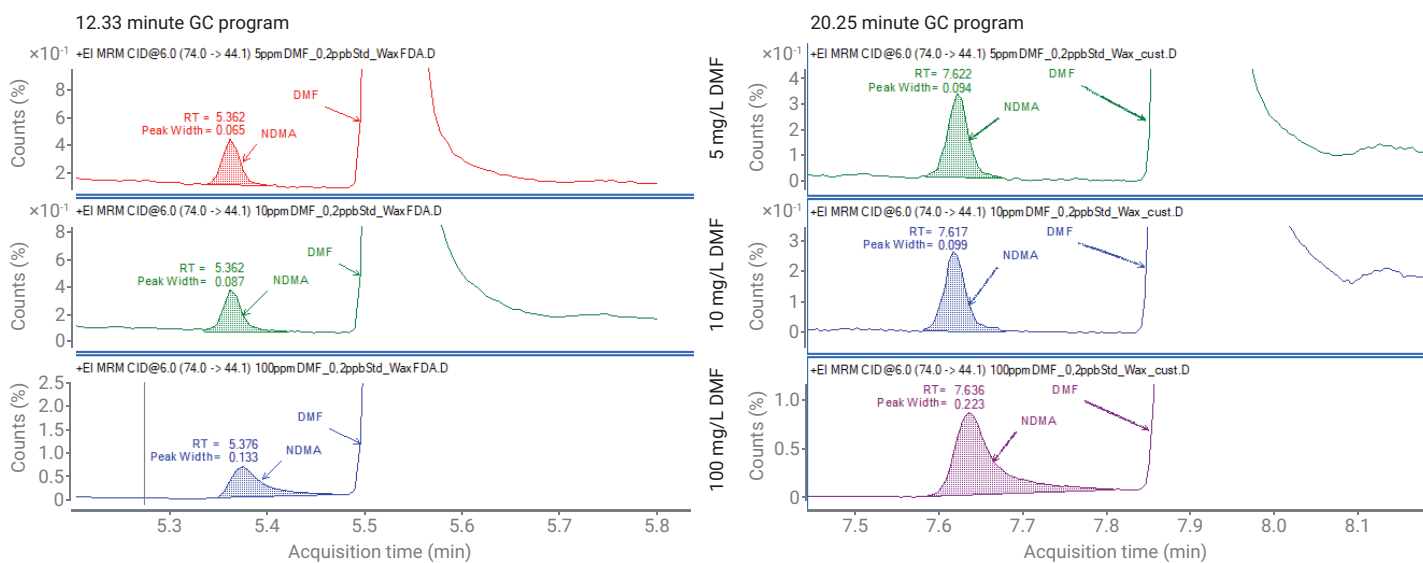 12.33 minute GC program
×10⁻¹ +EI MRM CID@6.0 (74.0 -> 44.1) 5ppmDMF_0,2ppbStd_WaxFDA.D
Counts (%)
8
6
4
2
RT = 5.362
Peak Width = 0.065
NDMA
DMF
×10⁻¹ +EI MRM CID@6.0 (74.0 -> 44.1) 10ppmDMF_0,2ppbStd_WaxFDA.D
Counts (%)
8
6
4
2
0
RT = 5.362
Peak Width= 0.087
NDMA
DMF
+EI MRM CID@6.0 (74.0 -> 44.1) 100ppmDMF_0,2ppbStd_WaxFDA.D
Counts (%)
2.5
2.0
1.5
1.0
0.5
0
RT = 5.376
Peak Width= 0.133
NDMA
DMF
5.3 5.4 5.5 5.6 5.7 5.8
Acquisition time (min)
5 mg/L DMF
10 mg/L DMF
100 mg/L DMF
20.25 minute GC program
×10⁻¹ +EI MRM CID@6.0 (74.0 -> 44.1) 5ppmDMF_0,2ppbStd_Wax_cust.D
Counts (%)
4
3
2
1
0
RT= 7.622
Peak Width= 0.094
NDMA
DMF
×10⁻¹ +EI MRM CID@6.0 (74.0 -> 44.1) 10ppmDMF_0,2ppbStd_Wax_cust.D
Counts (%)
3
2
1
0
RT= 7.617
Peak Width= 0.099
NDMA
DMF
+EI MRM CID@6.0 (74.0 -> 44.1) 100ppmDMF_0,2ppbStd_Wax_cust.D
Counts (%)
1.0
0.5
0
RT= 7.636
Peak Width= 0.223
NDMA
DMF
7.5 7.6 7.7 7.8 7.9 8.0 8.1
Acquisition time (min)